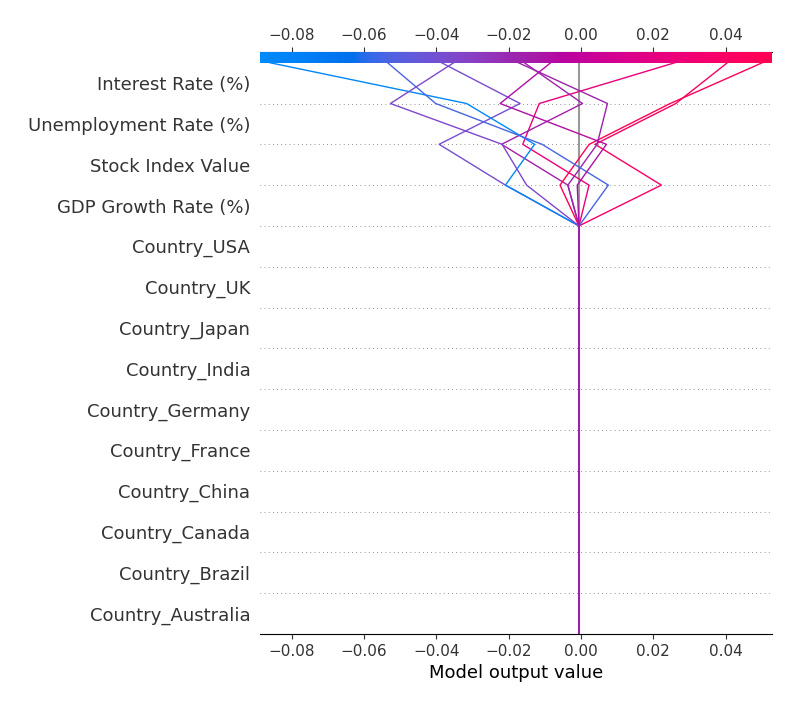 −0.08 −0.06 −0.04 −0.02 0.00 0.02 0.04
Interest Rate (%)
Unemployment Rate (%)
Stock Index Value
GDP Growth Rate (%)
Country_USA
Country_UK
Country_Japan
Country_India
Country_Germany
Country_France
Country_China
Country_Canada
Country_Brazil
Country_Australia
−0.08 −0.06 −0.04 −0.02 0.00 0.02 0.04
Model output value